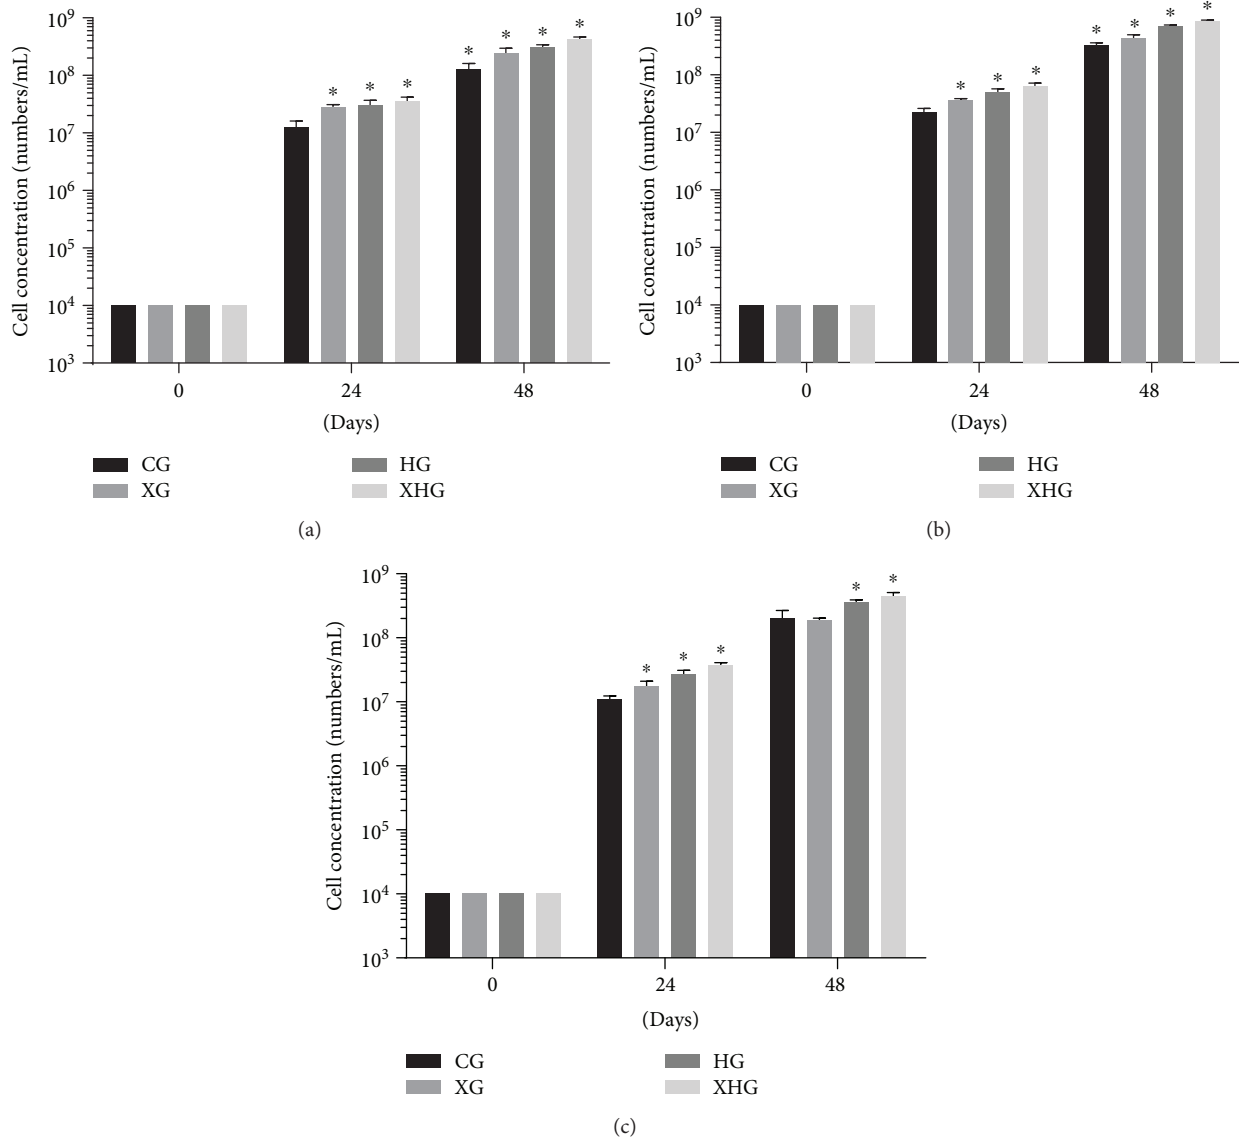 Cell concentration (numbers/mL)
10⁹
10⁸
10⁷
10⁶
10⁵
10⁴
10³
* * * * * * *
0 24 48
(Days)
CG HG
XG XHG
(a)
Cell concentration (numbers/mL)
10⁹
10⁸
10⁷
10⁶
10⁵
10⁴
10³
* * * * * * *
0 24 48
(Days)
CG HG
XG XHG
(b)
Cell concentration (numbers/mL)
10⁹
10⁸
10⁷
10⁶
10⁵
10⁴
10³
* * * * *
0 24 48
(Days)
CG HG
XG XHG
(c)